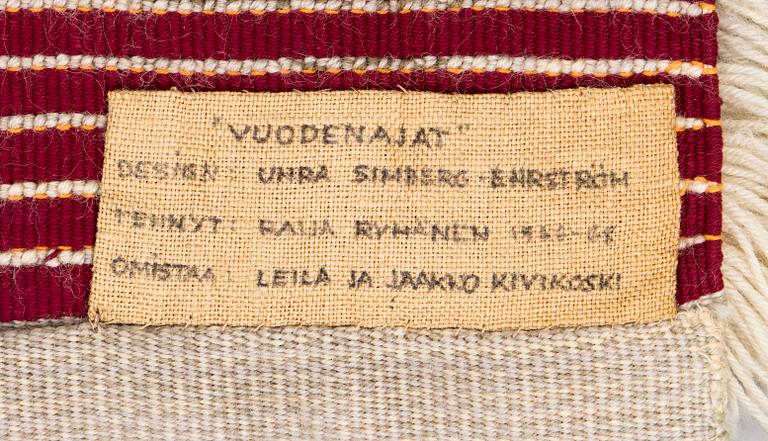 "VUODENAJAT"
DESIGN: UHRA SIMBERG-EHRSTRÖM
TEHNYT: RAIJA RYHÄNEN
OMISTAA: LEILA JA JAAKKO KIVIKOSKI